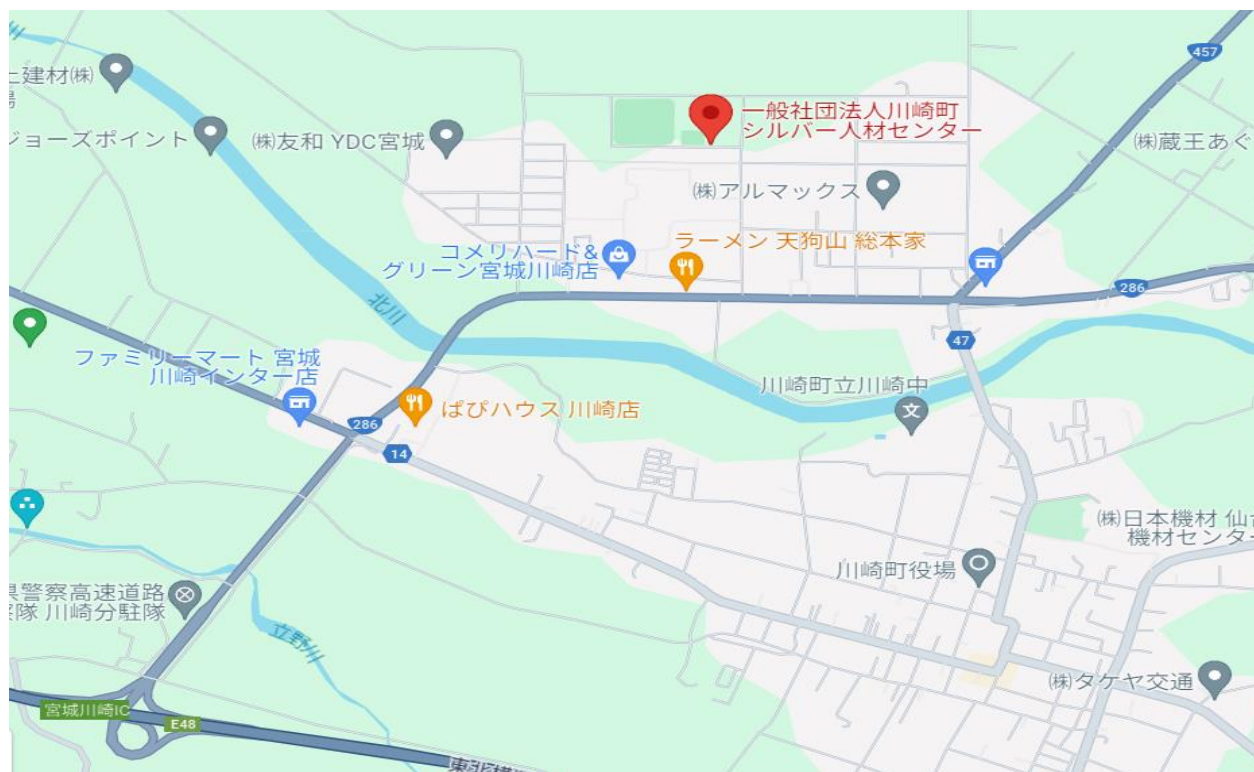 457
上建材㈱
場
ジョーズポイント
㈱友和 YDC宮城
一般社団法人川崎町
シルバー人材センター
㈱蔵王あぐ
㈱アルマックス
ラーメン 天狗山 総本家
コメリハード&
グリーン宮城川崎店
286
北川
47
ファミリーマート 宮城
川崎インター店
川崎町立川崎中
ぱぴハウス 川崎店
286
14
㈱日本機材 仙台
機材センター
川崎町役場
県警察高速道路
察隊 川崎分駐隊
立野川
㈱タケヤ交通
宮城川崎IC
E48
東北横